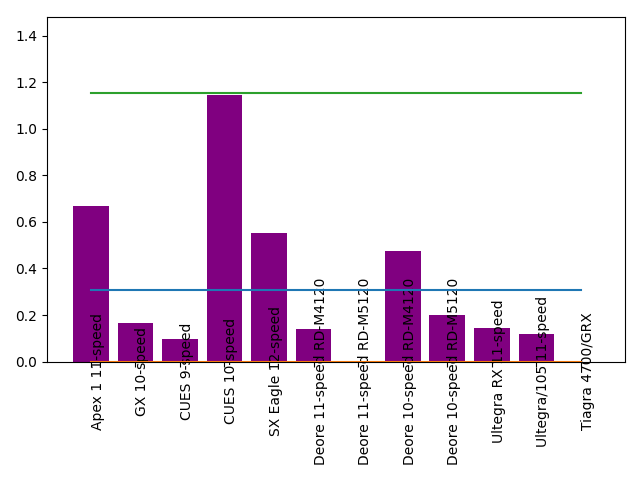 1.4
1.2
1.0
0.8
0.6
0.4
0.2
0.0
Apex 1 11-speed
GX 10-speed
CUES 9-speed
CUES 10-speed
SX Eagle 12-speed
Deore 11-speed RD-M4120
Deore 11-speed RD-M5120
Deore 10-speed RD-M4120
Deore 10-speed RD-M5120
Ultegra RX 11-speed
Ultegra/105 11-speed
Tiagra 4700/GRX